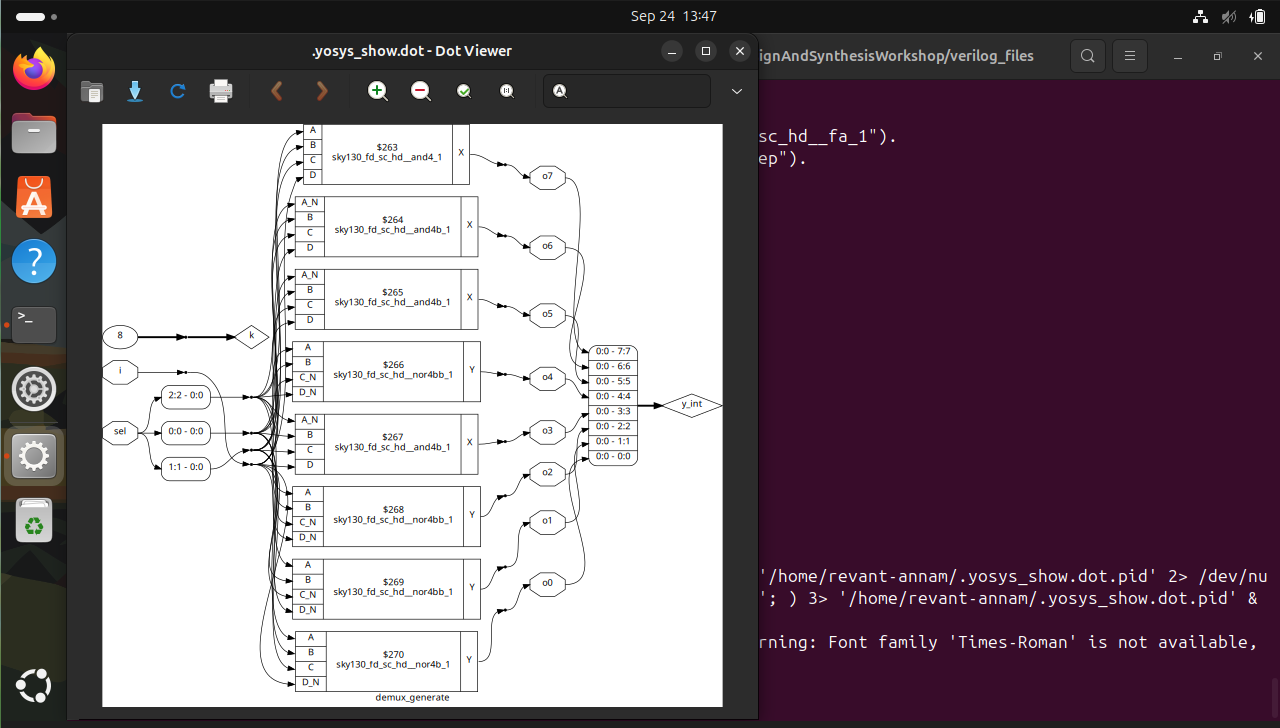 Sep 24 13:47
.yosys_show.dot - Dot Viewer
ignAndSynthesisWorkshop/verilog_files
A
sc_hd__fa_1").
ep").
A
B
C
D
$263
sky130_fd_sc_hd__and4_1
X
o7
A_N
B
C
D
$264
sky130_fd_sc_hd__and4b_1
X
o6
A_N
B
C
D
$265
sky130_fd_sc_hd__and4b_1
X
o5
8
k
A
B
C_N
D_N
$266
sky130_fd_sc_hd__nor4bb_1
Y
o4
i
sel
2:2 - 0:0
0:0 - 0:0
1:1 - 0:0
A_N
B
C
D
$267
sky130_fd_sc_hd__and4b_1
X
o3
A
B
C_N
D_N
$268
sky130_fd_sc_hd__nor4bb_1
Y
o2
A
B
C_N
D_N
$269
sky130_fd_sc_hd__nor4bb_1
Y
o1
A
B
C
D_N
$270
sky130_fd_sc_hd__nor4b_1
Y
o0
0:0 - 7:7
0:0 - 6:6
0:0 - 5:5
0:0 - 4:4
0:0 - 3:3
0:0 - 2:2
0:0 - 1:1
0:0 - 0:0
y_int
demux_generate
'/home/revant-annam/.yosys_show.dot.pid' 2> /dev/nu
'; ) 3> '/home/revant-annam/.yosys_show.dot.pid' &
rning: Font family 'Times-Roman' is not available,